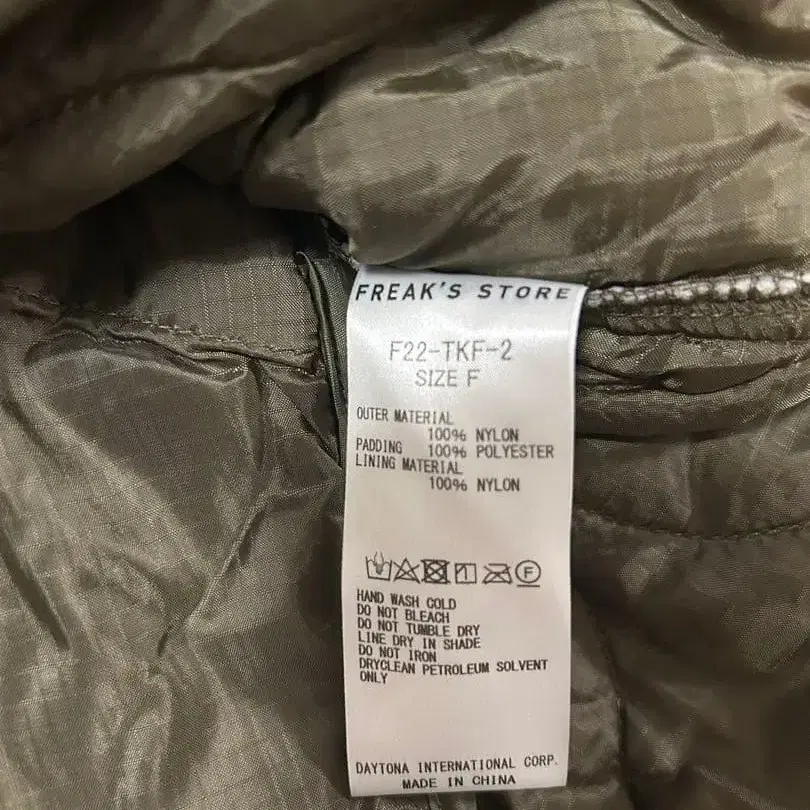 FREAK'S STORE
F22-TKF-2
SIZE F
OUTER MATERIAL
100% NYLON
PADDING 100% POLYESTER
LINING MATERIAL
100% NYLON
F
HAND WASH COLD
DO NOT BLEACH
DO NOT TUMBLE DRY
LINE DRY IN SHADE
DO NOT IRON
DRYCLEAN PETROLEUM SOLVENT
ONLY
DAYTONA INTERNATIONAL CORP.
MADE IN CHINA